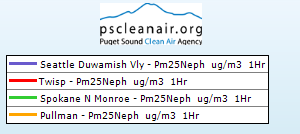 pscleanair.org
Puget Sound Clean Air Agency
Seattle Duwamish Vly - Pm25Neph ug/m3 1Hr
Twisp - Pm25Neph ug/m3 1Hr
Spokane N Monroe - Pm25Neph ug/m3 1Hr
Pullman - Pm25Neph ug/m3 1Hr